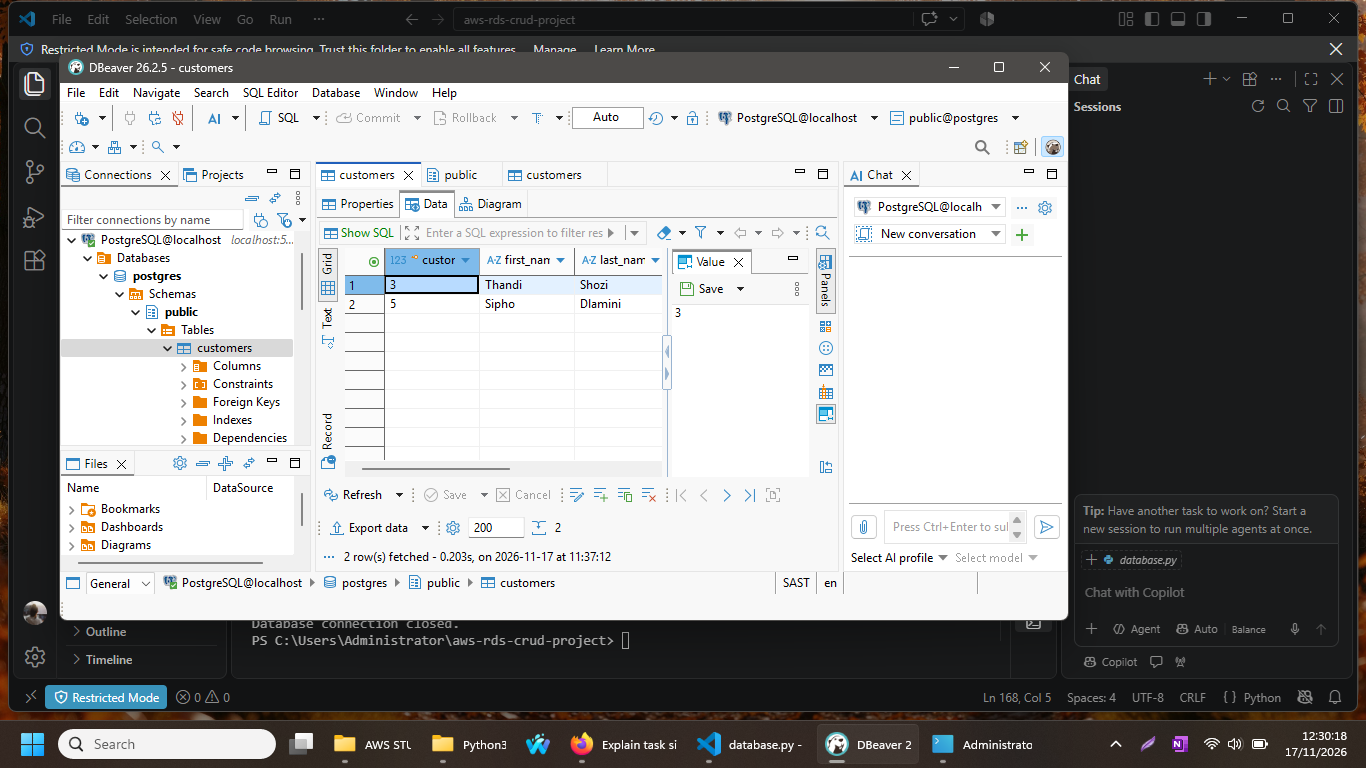 File Edit Selection View Go Run ··· aws-rds-crud-project
Restricted Mode is intended for safe code browsing. Trust this folder to enable all features. Manage Learn More
DBeaver 26.2.5 - customers
File Edit Navigate Search SQL Editor Database Window Help
AI SQL Commit Rollback T Auto PostgreSQL@localhost public@postgres
Connections Projects
Filter connections by name
PostgreSQL@localhost localhost:5...
Databases
postgres
Schemas
public
Tables
customers
Columns
Constraints
Foreign Keys
Indexes
Dependencies
Files
Name DataSource
Bookmarks
Dashboards
Diagrams
customers public customers
Properties Data Diagram
Show SQL Enter a SQL expression to filter res
Grid
Text
Record
123 custor A-Z first_nam A-Z last_nam
1 3 Thandi Shozi
2 5 Sipho Dlamini
Value
Save
3
Panels
Refresh Save Cancel
Export data 200 2
2 row(s) fetched - 0.203s, on 2026-11-17 at 11:37:12
AI Chat
PostgreSQL@localh
New conversation
Press Ctrl+Enter to sul
Select AI profile Select model
General PostgreSQL@localhost postgres public customers SAST en
Database connection closed.
PS C:\Users\Administrator\aws-rds-crud-project>
Outline
Timeline
Chat
Sessions
Tip: Have another task to work on? Start a
new session to run multiple agents at once.
database.py
Chat with Copilot
Agent Auto Balance
Copilot
Restricted Mode 0 0 Ln 168, Col 5 Spaces: 4 UTF-8 CRLF { } Python
Search AWS STU Python3 Explain task si database.py - DBeaver 2 Administrato
12:30:18
17/11/2026